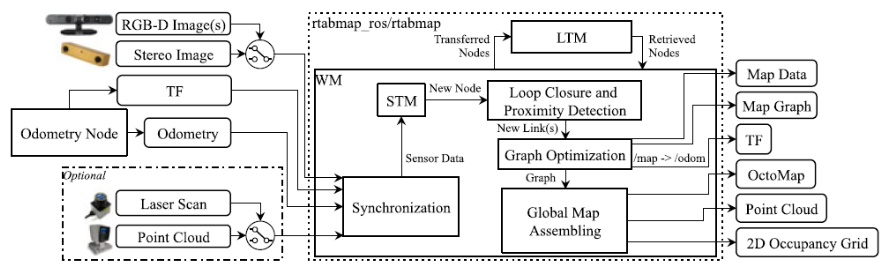 RGB-D Image(s)
Stereo Image
TF
Odometry Node
Odometry
Optional
Laser Scan
Point Cloud
rtabmap_ros/rtabmap
Transferred
Nodes
LTM
Retrieved
Nodes
WM
STM
New Node
Loop Closure and
Proximity Detection
New Link(s)
Sensor Data
Graph Optimization
/map -> /odom
Graph
Synchronization
Global Map
Assembling
Map Data
Map Graph
TF
OctoMap
Point Cloud
2D Occupancy Grid